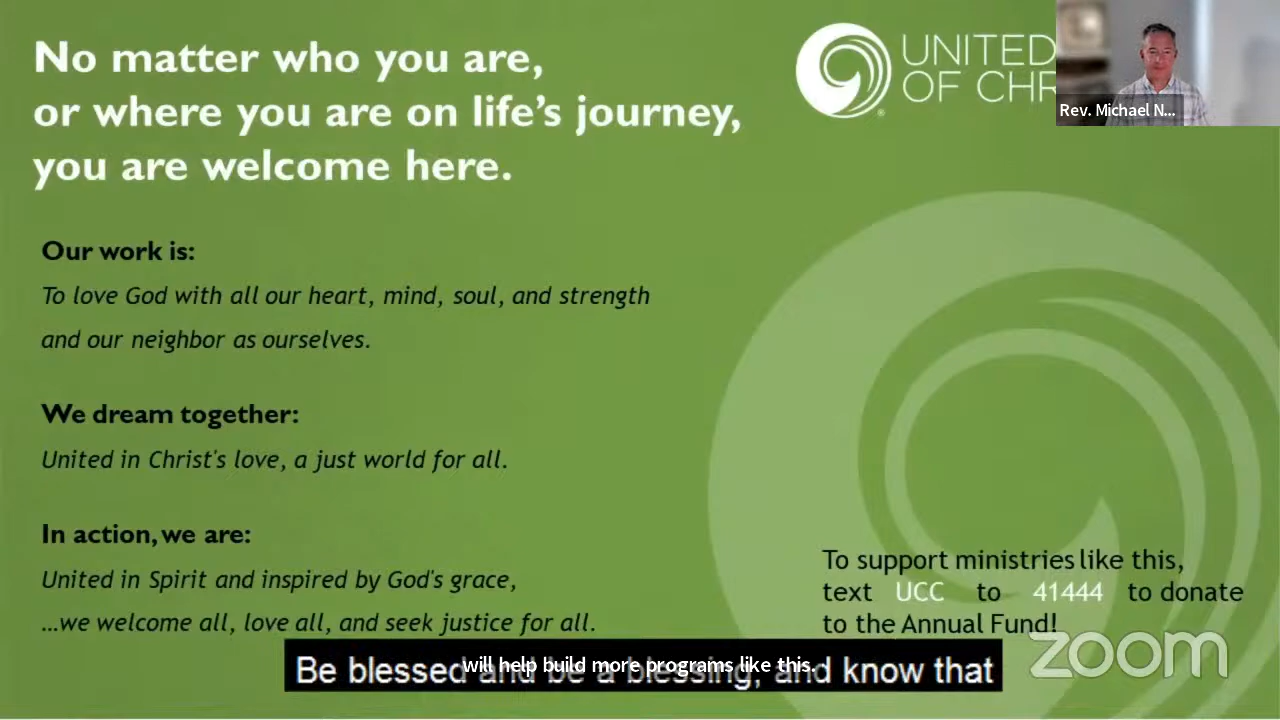 No matter who you are,
or where you are on life's journey,
you are welcome here.
UNITED
OF CHR
Rev. Michael N...
Our work is:
To love God with all our heart, mind, soul, and strength
and our neighbor as ourselves.
We dream together:
United in Christ's love, a just world for all.
In action, we are:
United in Spirit and inspired by God's grace,
...we welcome all, love all, and seek justice for all.
To support ministries like this,
text UCC to 41444 to donate
to the Annual Fund!
zoom
will help build more programs like this.
Be blessed and be a blessing, and know that